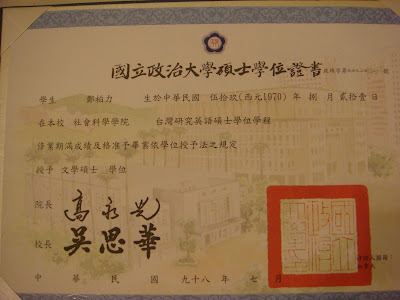 國立政治大學碩士學位證書
學生 鄭柏力 生於中華民國 伍拾玖(西元1970) 年 捌 月 貳拾壹 日
在本校 社會科學學院 台灣研究英語碩士學位學程
修業期滿成績及格准予畢業依學位授予法之規定
授予 文學碩士 學位
院長 高永光
校長 吳思華
中華民國 九十八 年 七 月